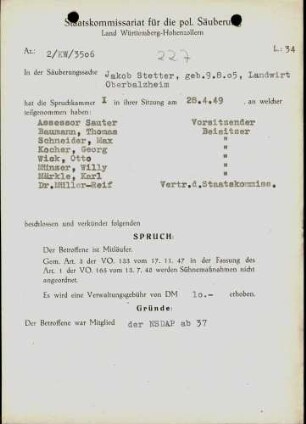 Staatskommissariat für die pol. Säuberung
Land Württemberg-Hohenzollern
Nr.: 2/KW/3506
227
L: 34
In der Säuberungssache Jakob Stetter, geb.9.8.05, Landwirt
Oberbalzheim
hat die Spruchkammer I in ihrer Sitzung am 28.4.49 , an welcher
teilgenommen haben:
Assessor Sauter Vorsitzender
Baumann, Thomas Beisitzer
Schneider, Max "
Kocher, Georg "
Wick, Otto "
Münser, Willy "
Märkle, Karl "
Dr.Müller-Reif Vertr.d.Staatskommiss.
beschlossen und verkündet folgenden
SPRUCH:
Der Betroffene ist Mitläufer.
Gem. Art. 3 der VO. 133 vom 17. 11. 47 in der Fassung des
Art. 1 der VO. 165 vom 13. 7. 48 werden Sühnemaßnahmen nicht
angeordnet.
Es wird eine Verwaltungsgebühr von DM 10.- erhoben.
Gründe:
Der Betroffene war Mitglied der NSDAP ab 37